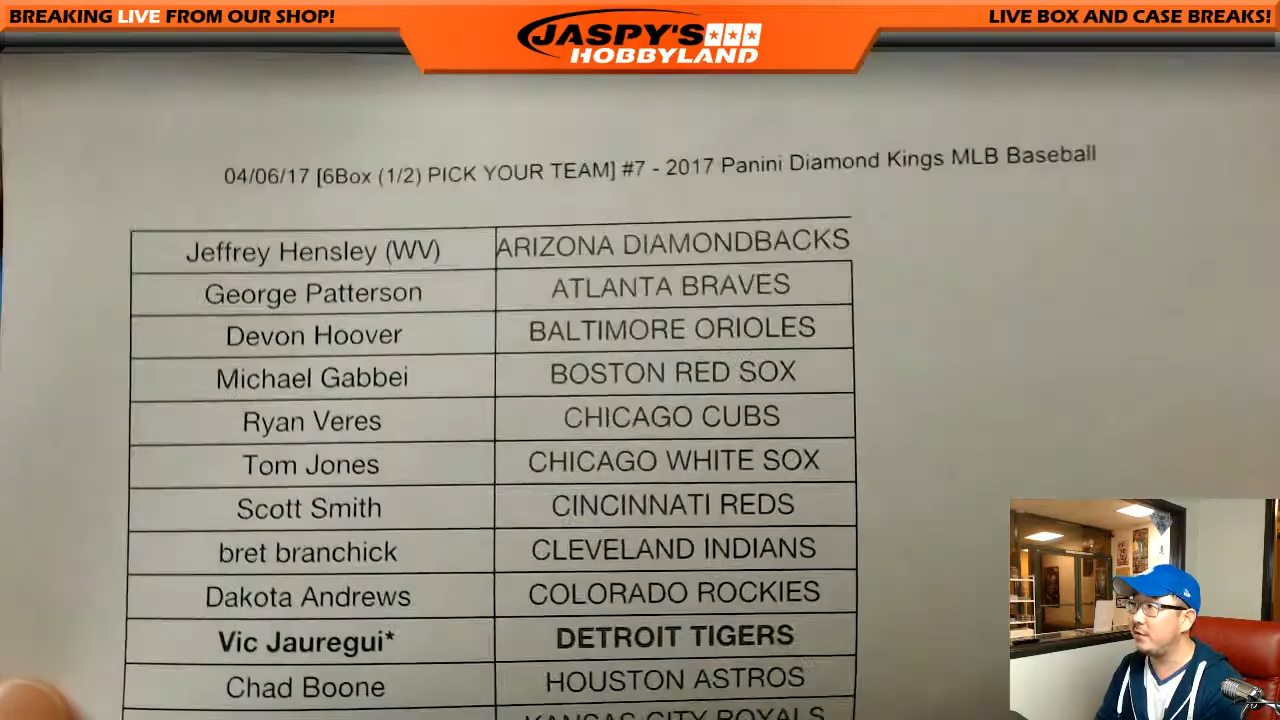 BREAKING LIVE FROM OUR SHOP!
JASPY'S
HOBBYLAND
LIVE BOX AND CASE BREAKS!
04/06/17 [6Box (1/2) PICK YOUR TEAM] #7 - 2017 Panini Diamond Kings MLB Baseball
Jeffrey Hensley (WV) ARIZONA DIAMONDBACKS
George Patterson ATLANTA BRAVES
Devon Hoover BALTIMORE ORIOLES
Michael Gabbei BOSTON RED SOX
Ryan Veres CHICAGO CUBS
Tom Jones CHICAGO WHITE SOX
Scott Smith CINCINNATI REDS
bret branchick CLEVELAND INDIANS
Dakota Andrews COLORADO ROCKIES
Vic Jauregui* DETROIT TIGERS
Chad Boone HOUSTON ASTROS
KANSAS CITY ROYALS